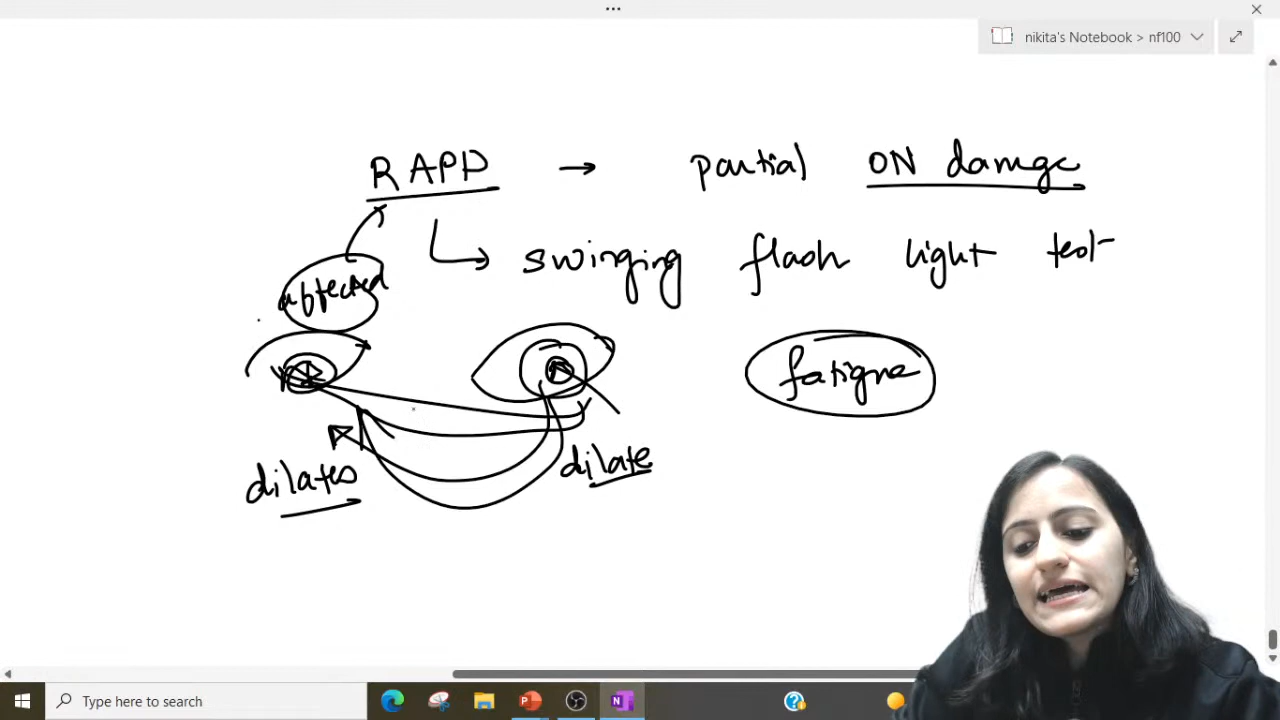 nikita's Notebook > nf100
RAPD → partial ON damage
↳ swinging flash light test
affected
fatigue
dilates
dilate
Type here to search